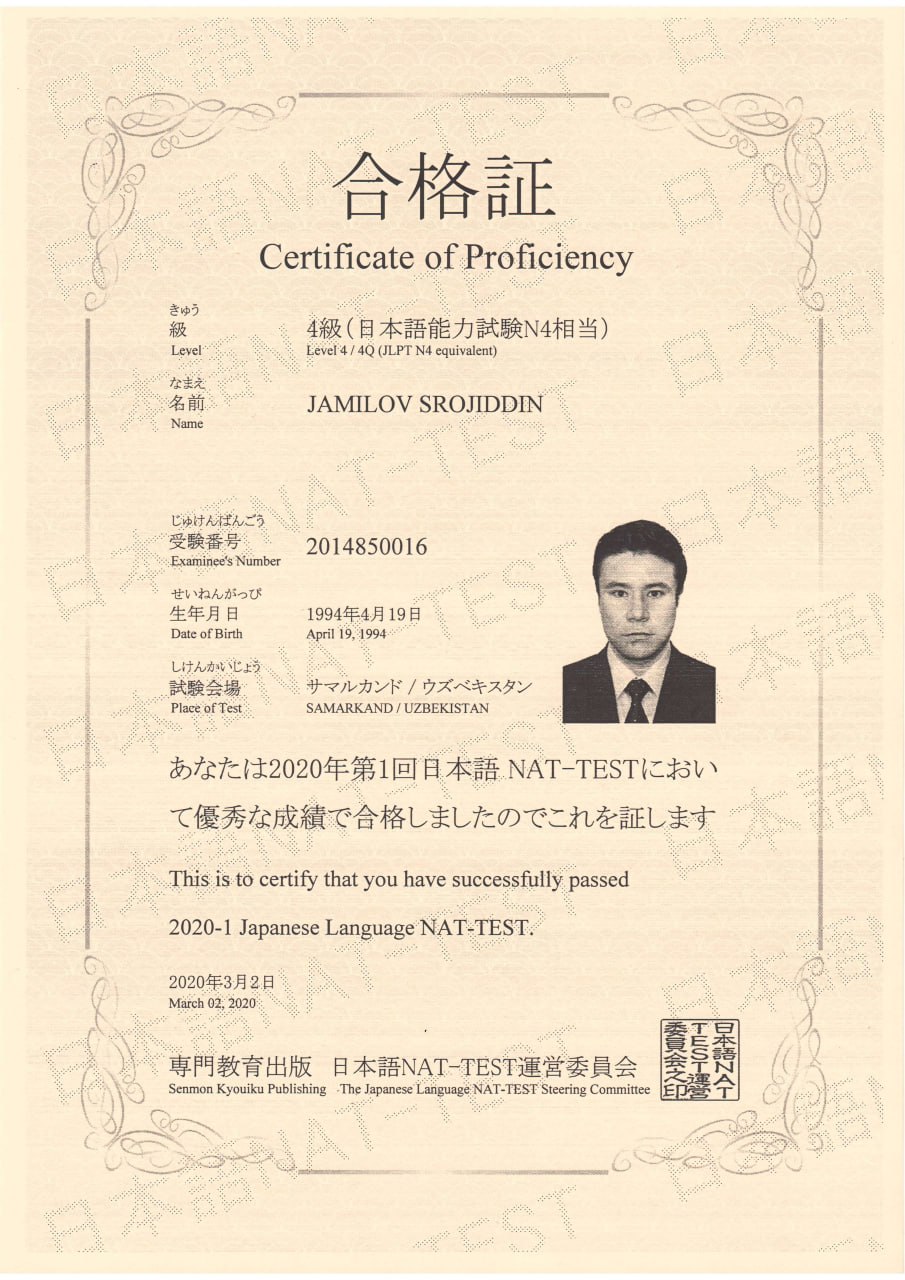 合格証
Certificate of Proficiency
きゅう
級
Level
4級(日本語能力試験N4相当)
Level 4 / 4Q (JLPT N4 equivalent)
なまえ
名前
Name
JAMILOV SROJIDDIN
じゅけんばんごう
受験番号
Examinee's Number
2014850016
せいねんがっぴ
生年月日
Date of Birth
1994年4月19日
April 19, 1994
しけんかいじょう
試験会場
Place of Test
サマルカンド / ウズベキスタン
SAMARKAND / UZBEKISTAN
あなたは2020年第1回日本語 NAT-TESTにおい
て優秀な成績で合格しましたのでこれを証します
This is to certify that you have successfully passed
2020-1 Japanese Language NAT-TEST.
2020年3月2日
March 02, 2020
専門教育出版 日本語NAT-TEST運営委員会
Senmon Kyouiku Publishing The Japanese Language NAT-TEST Steering Committee
日本語NAT
TEST運営
委員会之印